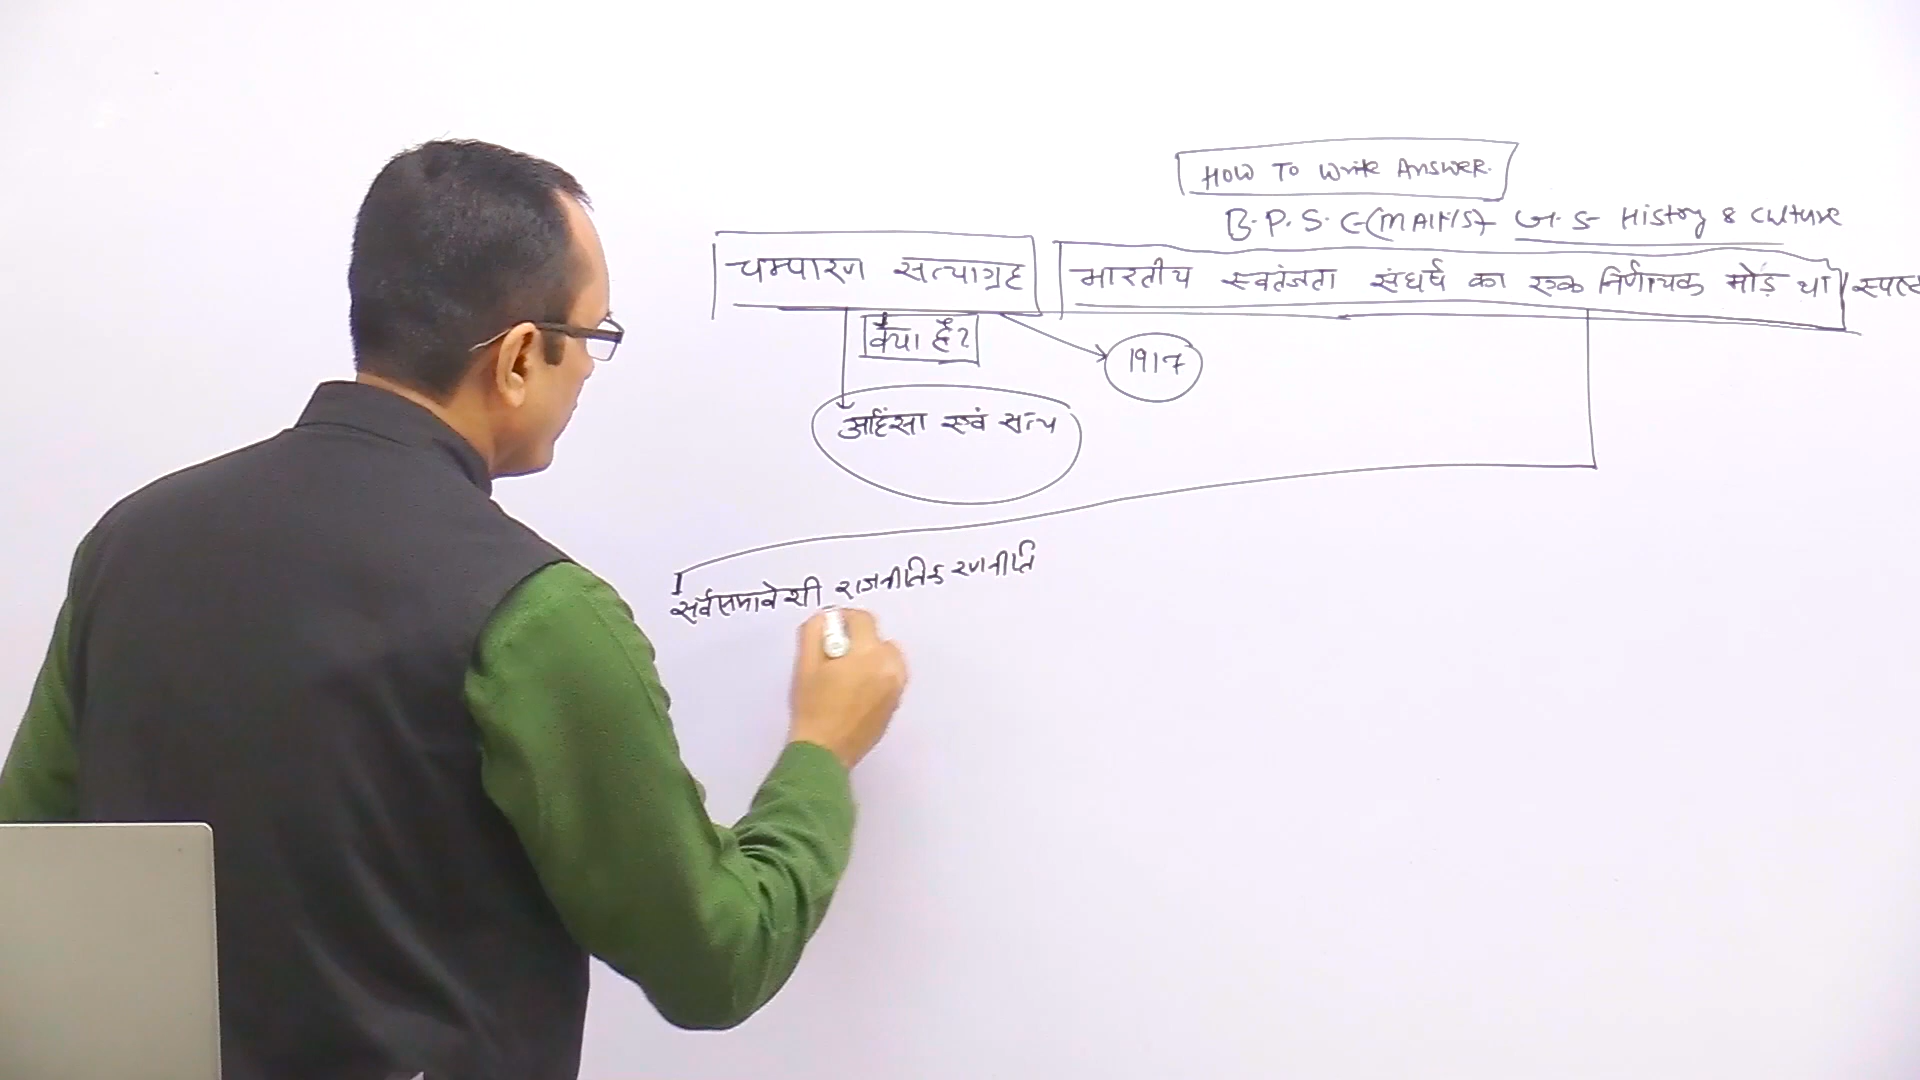 HOW TO Write ANSWER.
B.P.S.C-(MAINS) G.S- History & Culture
चम्पारण सत्याग्रह भारतीय स्वतंत्रता संघर्ष का एक निर्णायक मोड़ था/स्पष्ट
क्या है?
1917
अहिंसा एवं सत्य
सर्वसमावेशी राजनीतिक रणनीति